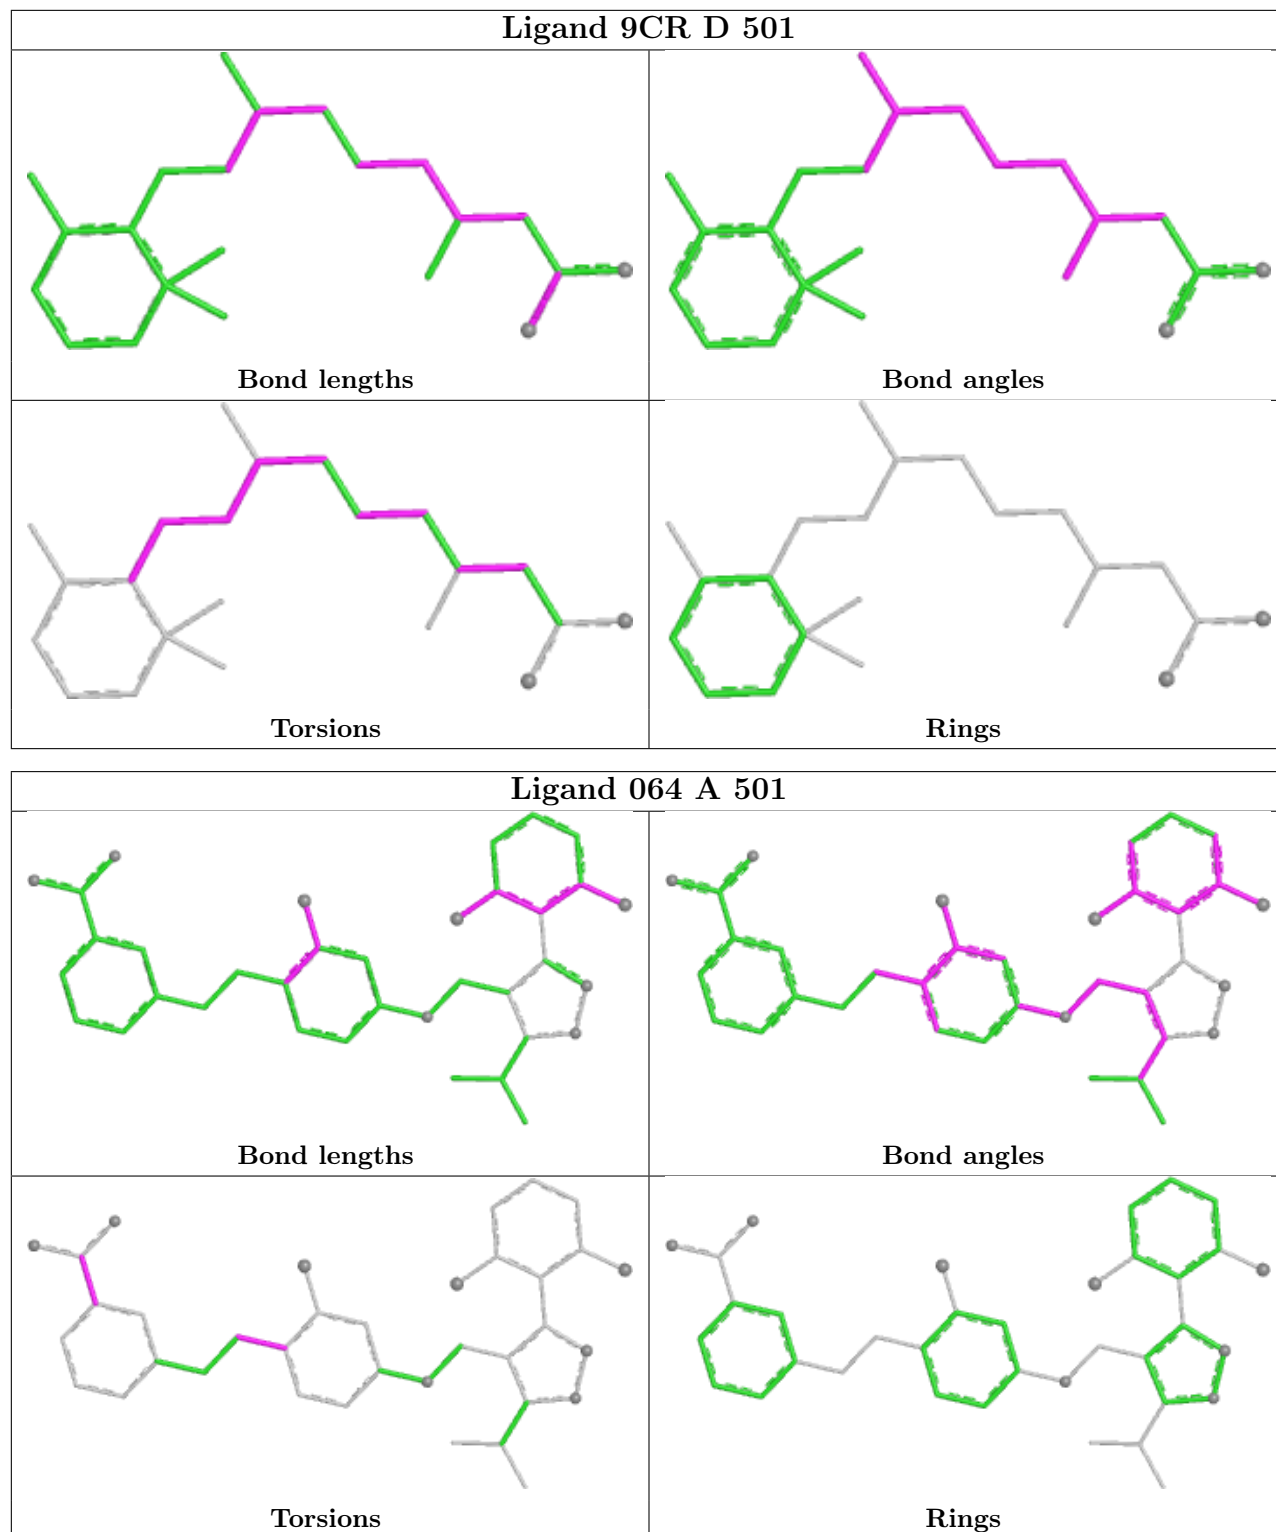 Ligand 9CR D 501
Bond lengths
Bond angles
Torsions
Rings
Ligand 064 A 501
Bond lengths
Bond angles
Torsions
Rings